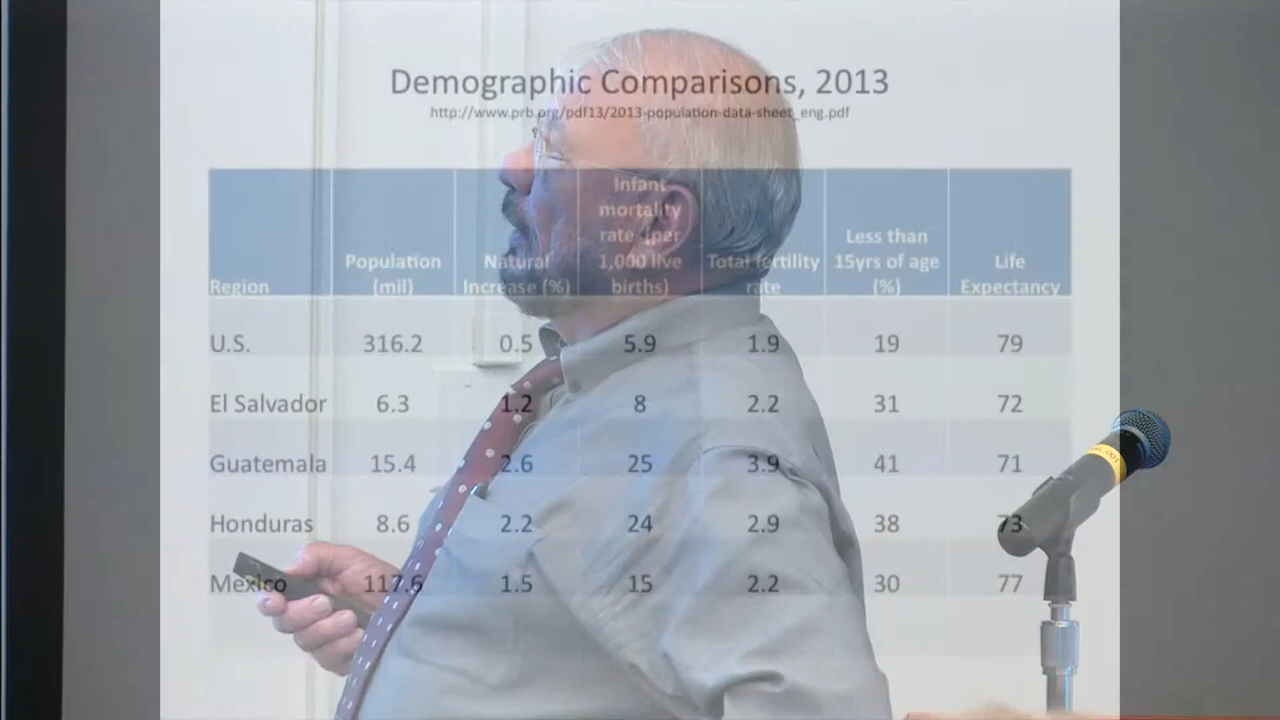 Demographic Comparisons, 2013
http://www.prb.org/pdf13/2013-population-data-sheet_eng.pdf
Region Population (mil) Natural Increase (%) Infant mortality rate (per 1,000 live births) Total fertility rate Less than 15yrs of age (%) Life Expectancy
U.S. 316.2 0.5 5.9 1.9 19 79
El Salvador 6.3 1.2 8 2.2 31 72
Guatemala 15.4 2.6 25 3.9 41 71
Honduras 8.6 2.2 24 2.9 38 73
Mexico 117.6 1.5 15 2.2 30 77